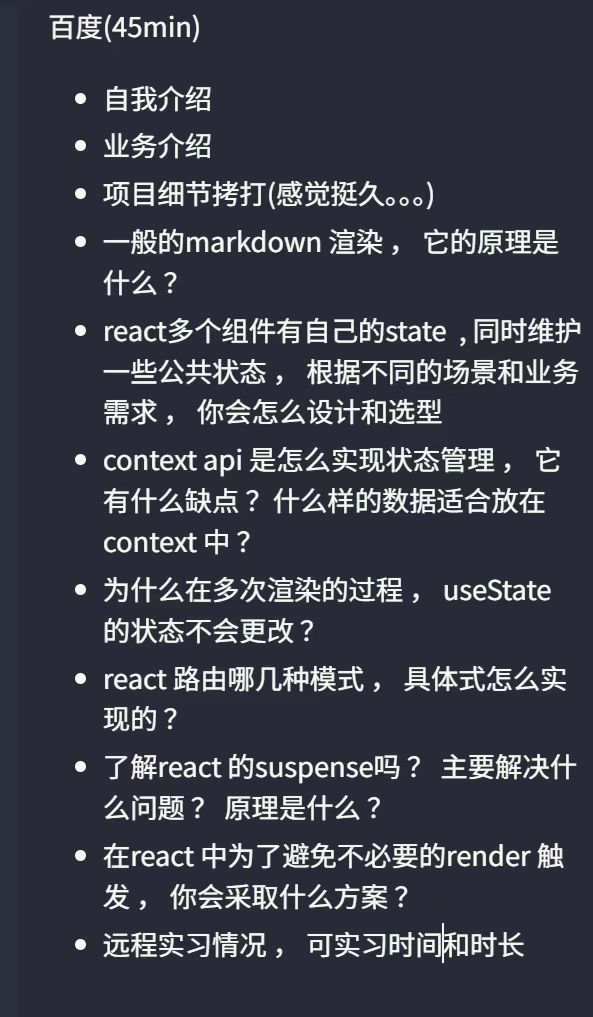 百度(45min)
自我介绍
业务介绍
项目细节拷打(感觉挺久。。。)
一般的markdown 渲染 ， 它的原理是
什么 ？
react多个组件有自己的state ，同时维护
一些公共状态 ， 根据不同的场景和业务
需求 ， 你会怎么设计和选型
context api 是怎么实现状态管理 ， 它
有什么缺点 ？ 什么样的数据适合放在
context 中 ？
为什么在多次渲染的过程 ， useState
的状态不会更改 ？
react 路由哪几种模式 ， 具体式怎么实
现的 ？
了解react 的suspense吗 ？ 主要解决什
么问题 ？ 原理是什么 ？
在react 中为了避免不必要的render 触
发 ， 你会采取什么方案 ？
远程实习情况 ， 可实习时间和时长